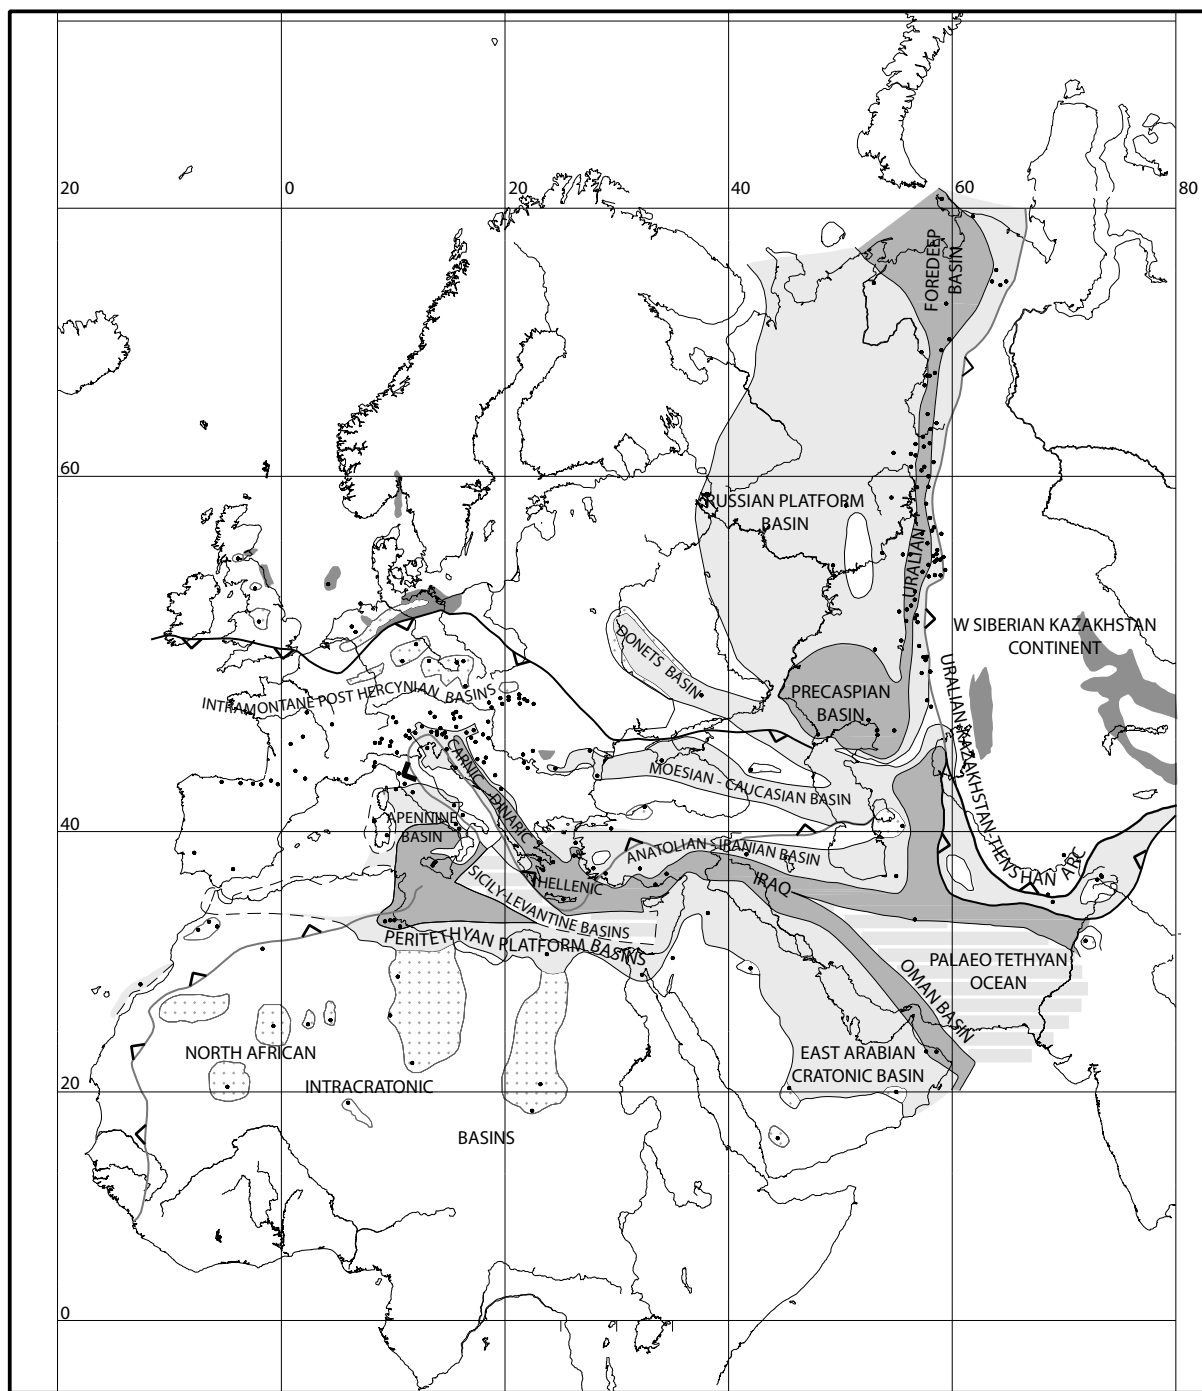 20
0
20
40
60
80
FOREDEEP
BASIN
60
RUSSIAN PLATFORM
BASIN
URALIAN
DONETS BASIN
W SIBERIAN KAZAKHSTAN
CONTINENT
PRECASPIAN
BASIN
INTRAMONTANE POST HERCYNIAN BASINS
URALIAN-KAZAKHSTAN-TIENSHAN ARC
CARNIC - DINARIC
MOESIAN - CAUCASIAN BASIN
APENNINE
BASIN
40
ANATOLIAN - IRANIAN BASIN
HELLENIC
IRAQ
SICILY-LEVANTINE BASINS
PERITETHYAN PLATFORM BASINS
PALAEO TETHYAN
OCEAN
OMAN BASIN
NORTH AFRICAN
INTRACRATONIC
BASINS
EAST ARABIAN
CRATONIC BASIN
20
0